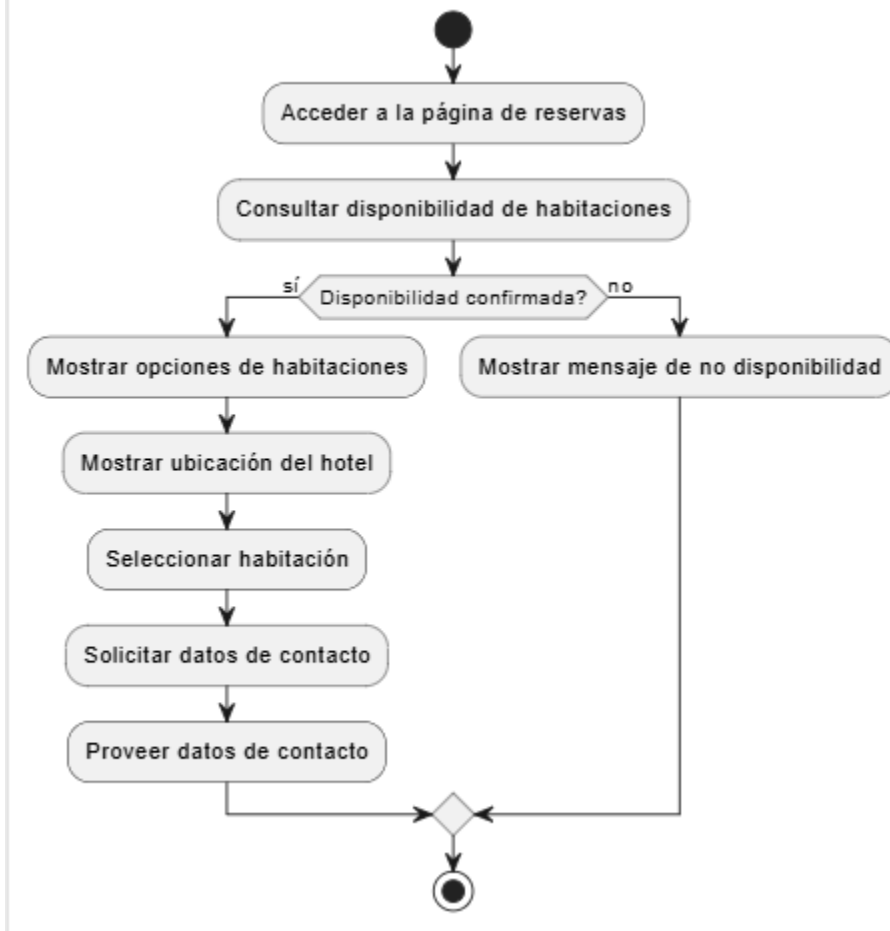 Acceder a la página de reservas
Consultar disponibilidad de habitaciones
sí
Disponibilidad confirmada?
no
Mostrar opciones de habitaciones
Mostrar mensaje de no disponibilidad
Mostrar ubicación del hotel
Seleccionar habitación
Solicitar datos de contacto
Proveer datos de contacto